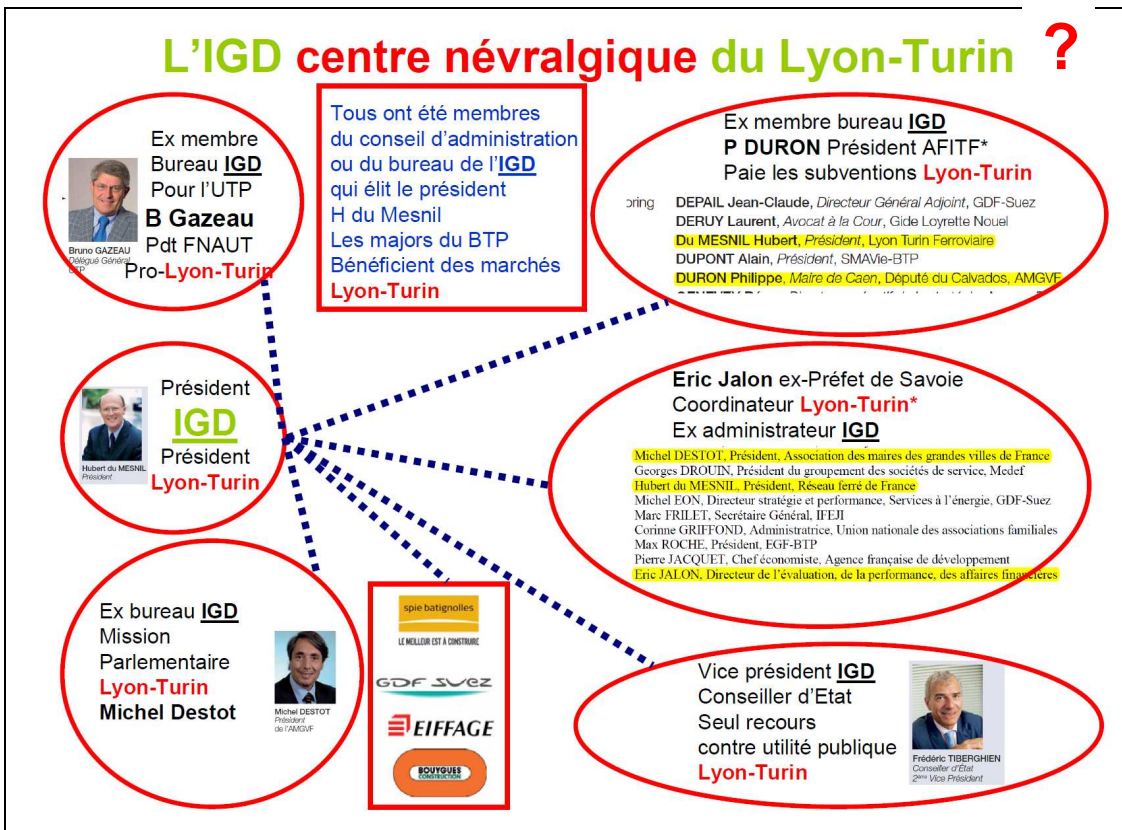 L'IGD centre névralgique du Lyon-Turin ?
Ex membre
Bureau IGD
Pour l'UTP
B Gazeau
Pdt FNAUT
Pro-Lyon-Turin
Bruno GAZEAU
Délégué Général
UTP
Tous ont été membres
du conseil d'administration
ou du bureau de l'IGD
qui élit le président
H du Mesnil
Les majors du BTP
Bénéficient des marchés
Lyon-Turin
Ex membre bureau IGD
P DURON Président AFITF*
Paie les subventions Lyon-Turin
oring
DEPAIL Jean-Claude, Directeur Général Adjoint, GDF-Suez
DERUY Laurent, Avocat à la Cour, Gide Loyrette Nouel
Du MESNIL Hubert, Président, Lyon Turin Ferroviaire
DUPONT Alain, Président, SMAVie-BTP
DURON Philippe, Maire de Caen, Député du Calvados, AMGVF
Président
IGD
Président
Lyon-Turin
Hubert du MESNIL
Président
Eric Jalon ex-Préfet de Savoie
Coordinateur Lyon-Turin*
Ex administrateur IGD
Michel DESTOT, Président, Association des maires des grandes villes de France
Georges DROUIN, Président du groupement des sociétés de service, Medef
Hubert du MESNIL, Président, Réseau ferré de France
Michel EON, Directeur stratégie et performance, Services à l'énergie, GDF-Suez
Marc FRILET, Secrétaire Général, IFEJI
Corinne GRIFFOND, Administratrice, Union nationale des associations familiales
Max ROCHE, Président, EGF-BTP
Pierre JACQUET, Chef économiste, Agence française de développement
Eric JALON, Directeur de l'évaluation, de la performance, des affaires financières
Ex bureau IGD
Mission
Parlementaire
Lyon-Turin
Michel Destot
Michel DESTOT
Président
de l'AMGVF
spie batignolles
LE MEILLEUR EST À CONSTRUIRE
GDF SUEZ
EIFFAGE
BOUYGUES
CONSTRUCTION
Vice président IGD
Conseiller d'Etat
Seul recours
contre utilité publique
Lyon-Turin
Frédéric TIBERGHIEN
Conseiller d'État
2ème Vice Président